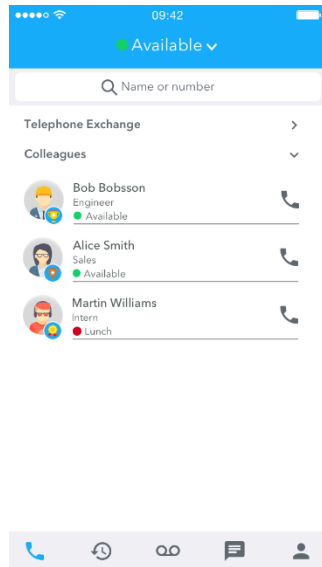 09:42
Available
Name or number
Telephone Exchange
Colleagues
Bob Bobsson
Engineer
Available
Alice Smith
Sales
Available
Martin Williams
Intern
Lunch